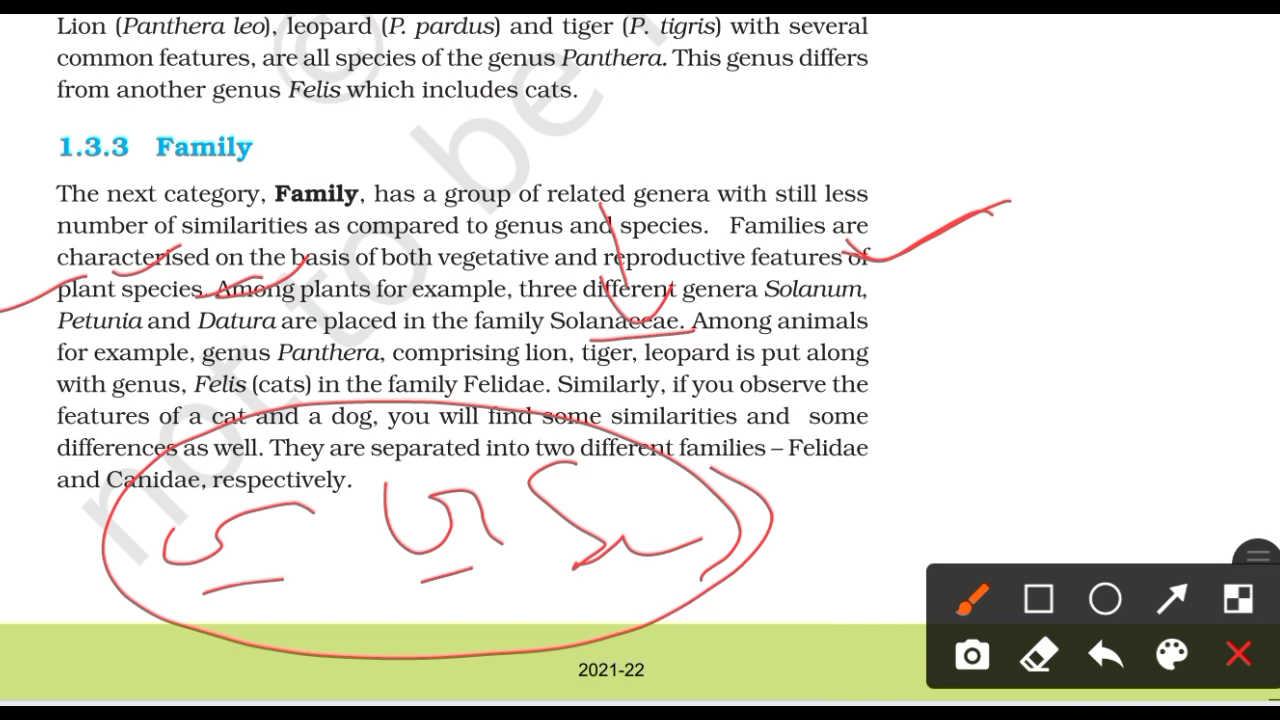 Lion (Panthera leo), leopard (P. pardus) and tiger (P. tigris) with several
common features, are all species of the genus Panthera. This genus differs
from another genus Felis which includes cats.
1.3.3 Family
The next category, Family, has a group of related genera with still less
number of similarities as compared to genus and species. Families are
characterised on the basis of both vegetative and reproductive features of
plant species. Among plants for example, three different genera Solanum,
Petunia and Datura are placed in the family Solanaceae. Among animals
for example, genus Panthera, comprising lion, tiger, leopard is put along
with genus, Felis (cats) in the family Felidae. Similarly, if you observe the
features of a cat and a dog, you will find some similarities and some
differences as well. They are separated into two different families – Felidae
and Canidae, respectively.
© not to be r
2021-22